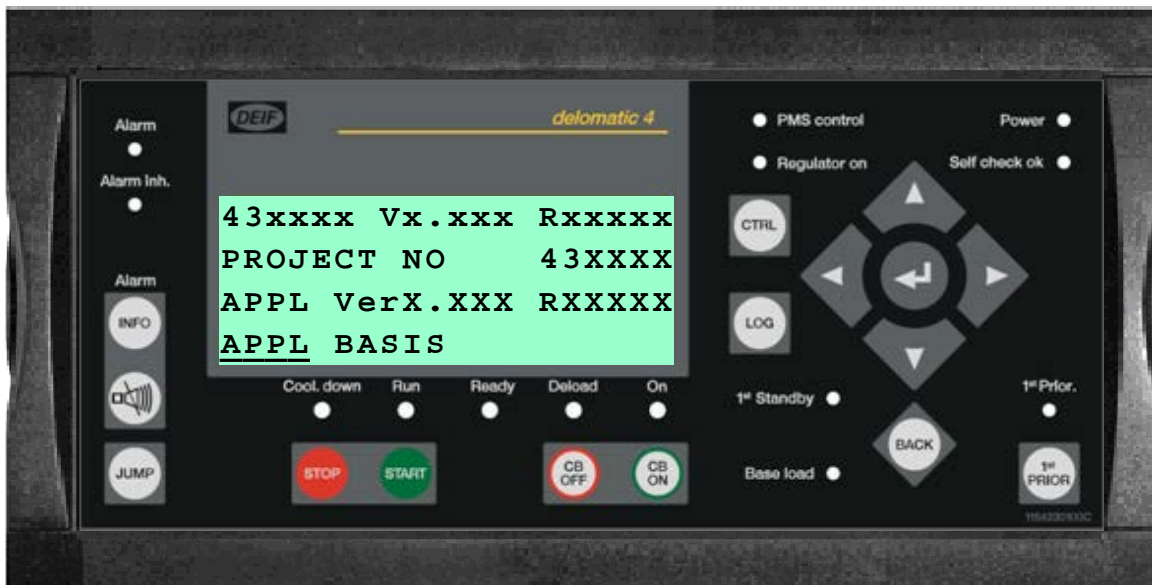 Alarm
Alarm Inh.
DEIF
delomatic 4
PMS control
Power
Regulator on
Self check ok
43xxxx Vx.xxx Rxxxxx
PROJECT NO 43XXXX
APPL VerX.XXX RXXXXX
APPL BASIS
CTRL
LOG
Alarm
INFO
JUMP
Cool. down
Run
Ready
Deload
On
STOP
START
CB OFF
CB ON
1st Standby
Base load
BACK
1st Prior.
1st PRIOR
1154230100C